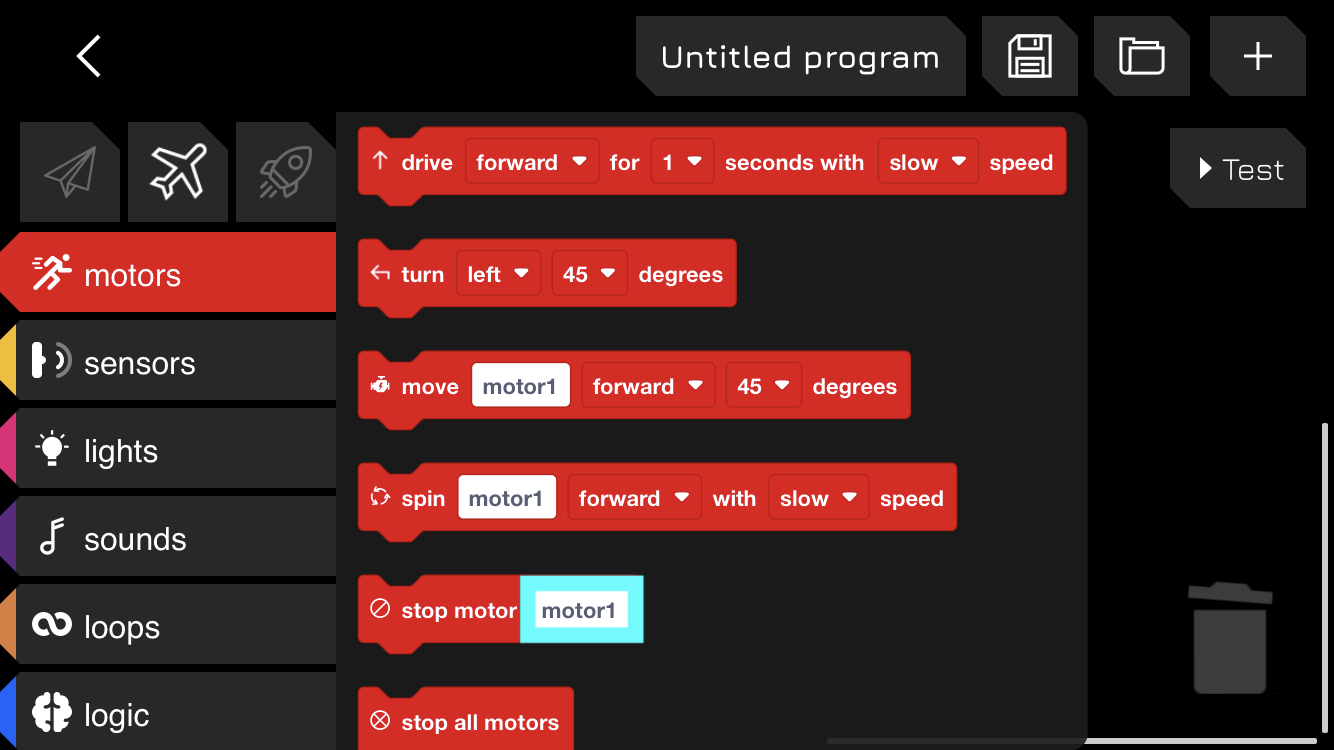 Untitled program
Test
motors
sensors
lights
sounds
loops
logic
drive forward for 1 seconds with slow speed
turn left 45 degrees
move motor1 forward 45 degrees
spin motor1 forward with slow speed
stop motor motor1
stop all motors